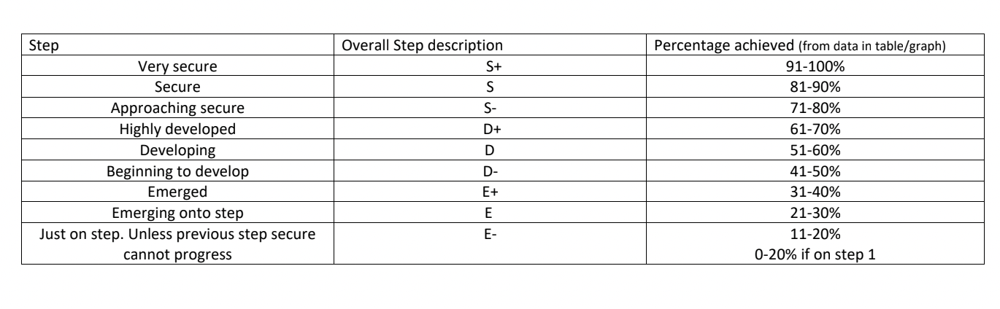 Step Overall Step description Percentage achieved (from data in table/graph)
Very secure S+ 91-100%
Secure S 81-90%
Approaching secure S- 71-80%
Highly developed D+ 61-70%
Developing D 51-60%
Beginning to develop D- 41-50%
Emerged E+ 31-40%
Emerging onto step E 21-30%
Just on step. Unless previous step secure E- 11-20%
cannot progress 0-20% if on step 1